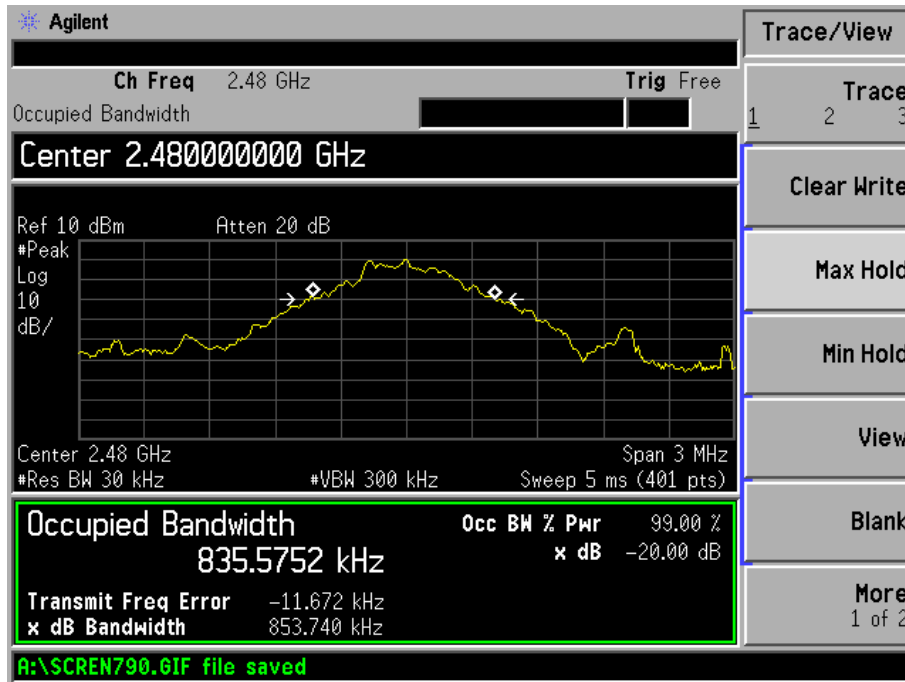 Agilent
Trace/View
Ch Freq 2.48 GHz Trig Free
Occupied Bandwidth
Trace
1 2 3
Center 2.480000000 GHz
Clear Write
Ref 10 dBm Atten 20 dB
#Peak
Log
10
dB/
Max Hold
Min Hold
View
Center 2.48 GHz Span 3 MHz
#Res BW 30 kHz #VBW 300 kHz Sweep 5 ms (401 pts)
Occupied Bandwidth
835.5752 kHz
Occ BW % Pwr 99.00 %
x dB -20.00 dB
Blank
Transmit Freq Error -11.672 kHz
x dB Bandwidth 853.740 kHz
More
1 of 2
A:\SCREN790.GIF file saved